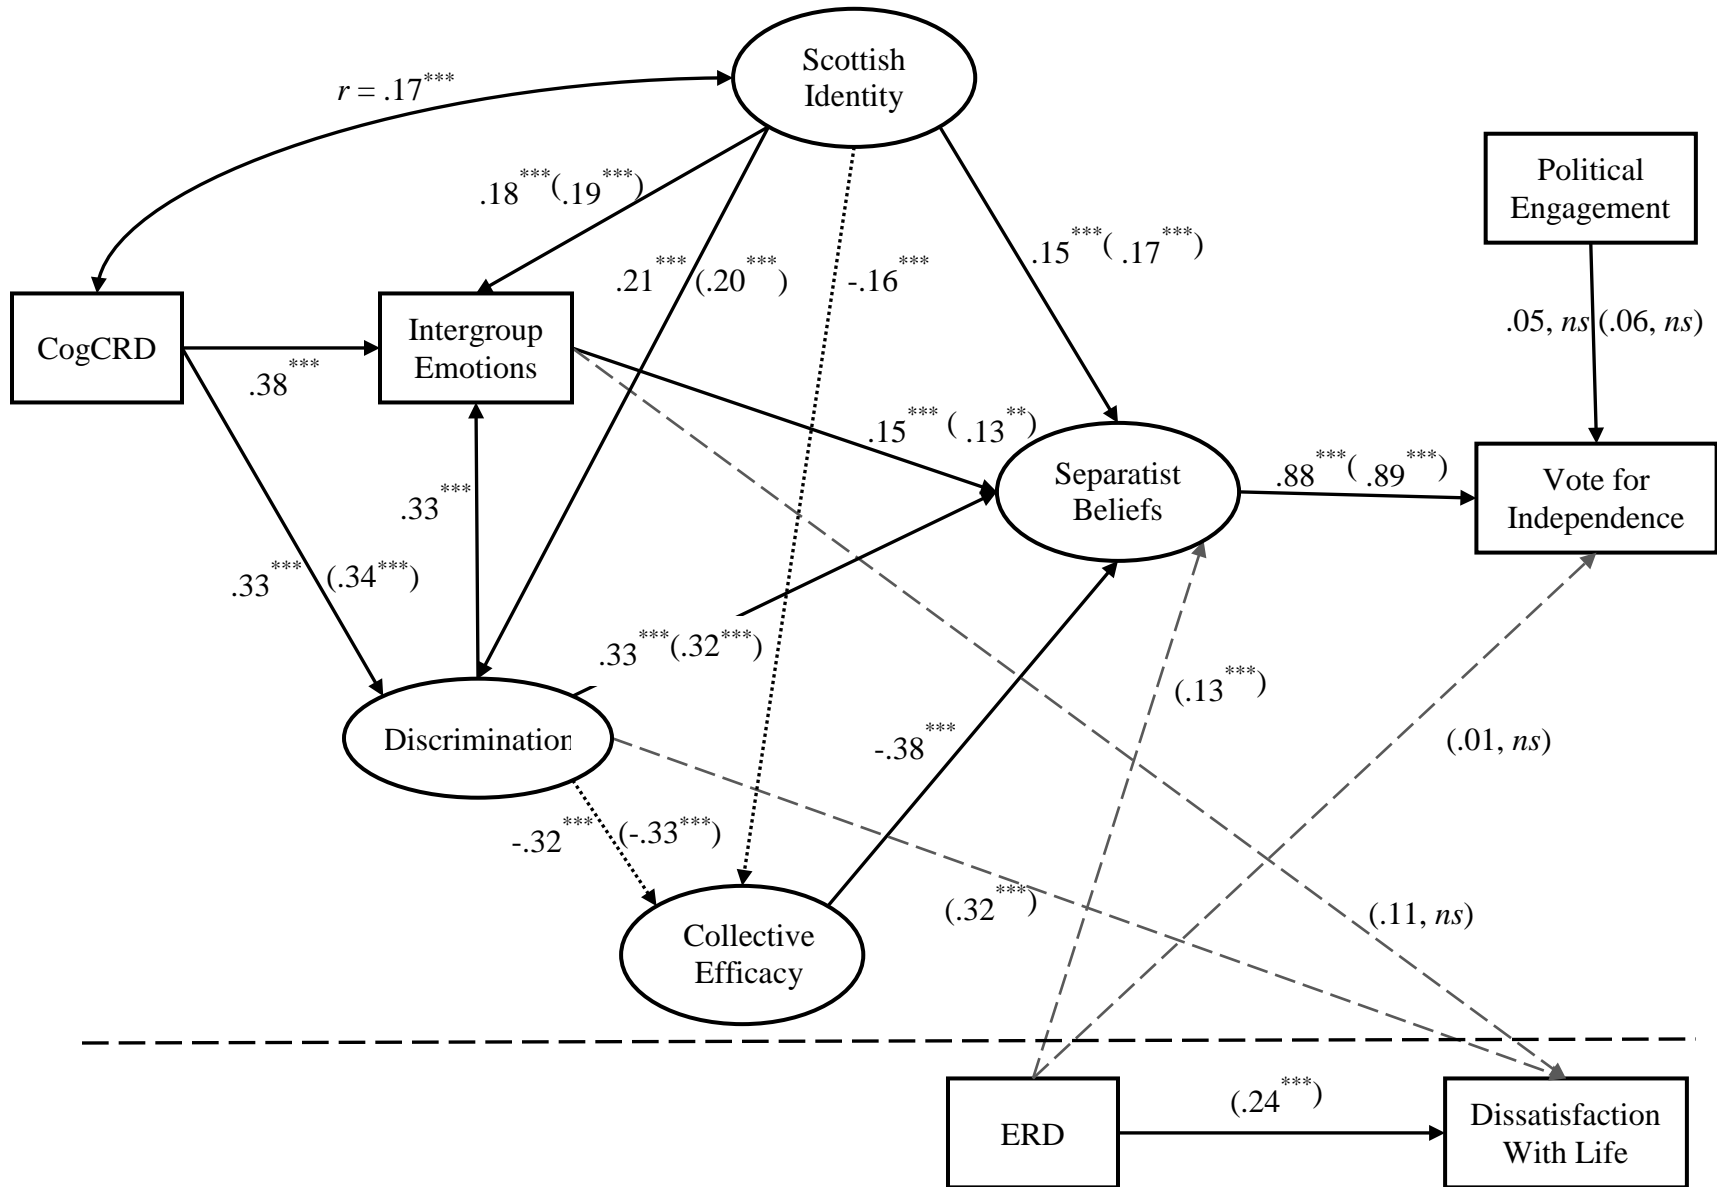 Scottish
Identity
r = .17***
Political
Engagement
.18***(.19***)
.15***( .17***)
.21*** (.20***)
-.16***
CogCRD
Intergroup
Emotions
.05, ns (.06, ns)
.38***
.15*** ( .13**)
Separatist
Beliefs
.88***( .89***)
Vote for
Independence
.33***
.33*** (.34***)
.33***(.32***)
(.13***)
Discrimination
-.38***
(.01, ns)
-.32*** (-.33***)
(.32***)
(.11, ns)
Collective
Efficacy
(.24***)
ERD
Dissatisfaction
With Life